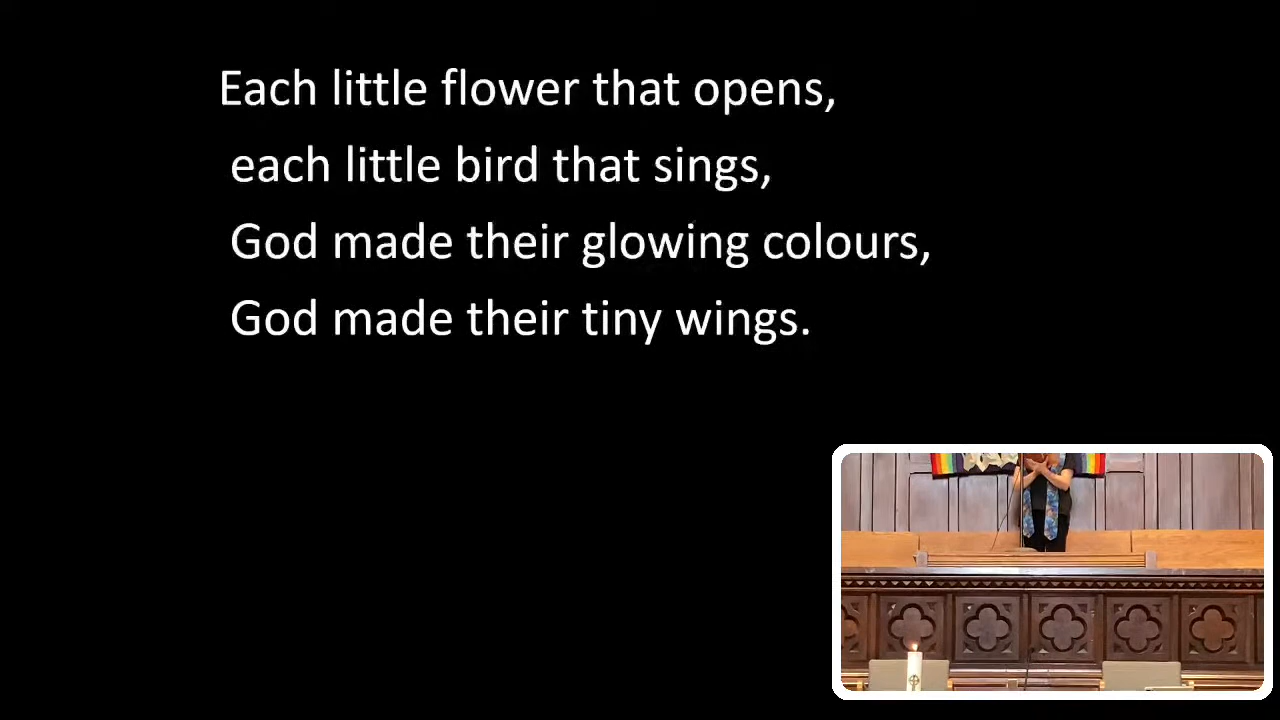 Each little flower that opens,
each little bird that sings,
God made their glowing colours,
God made their tiny wings.